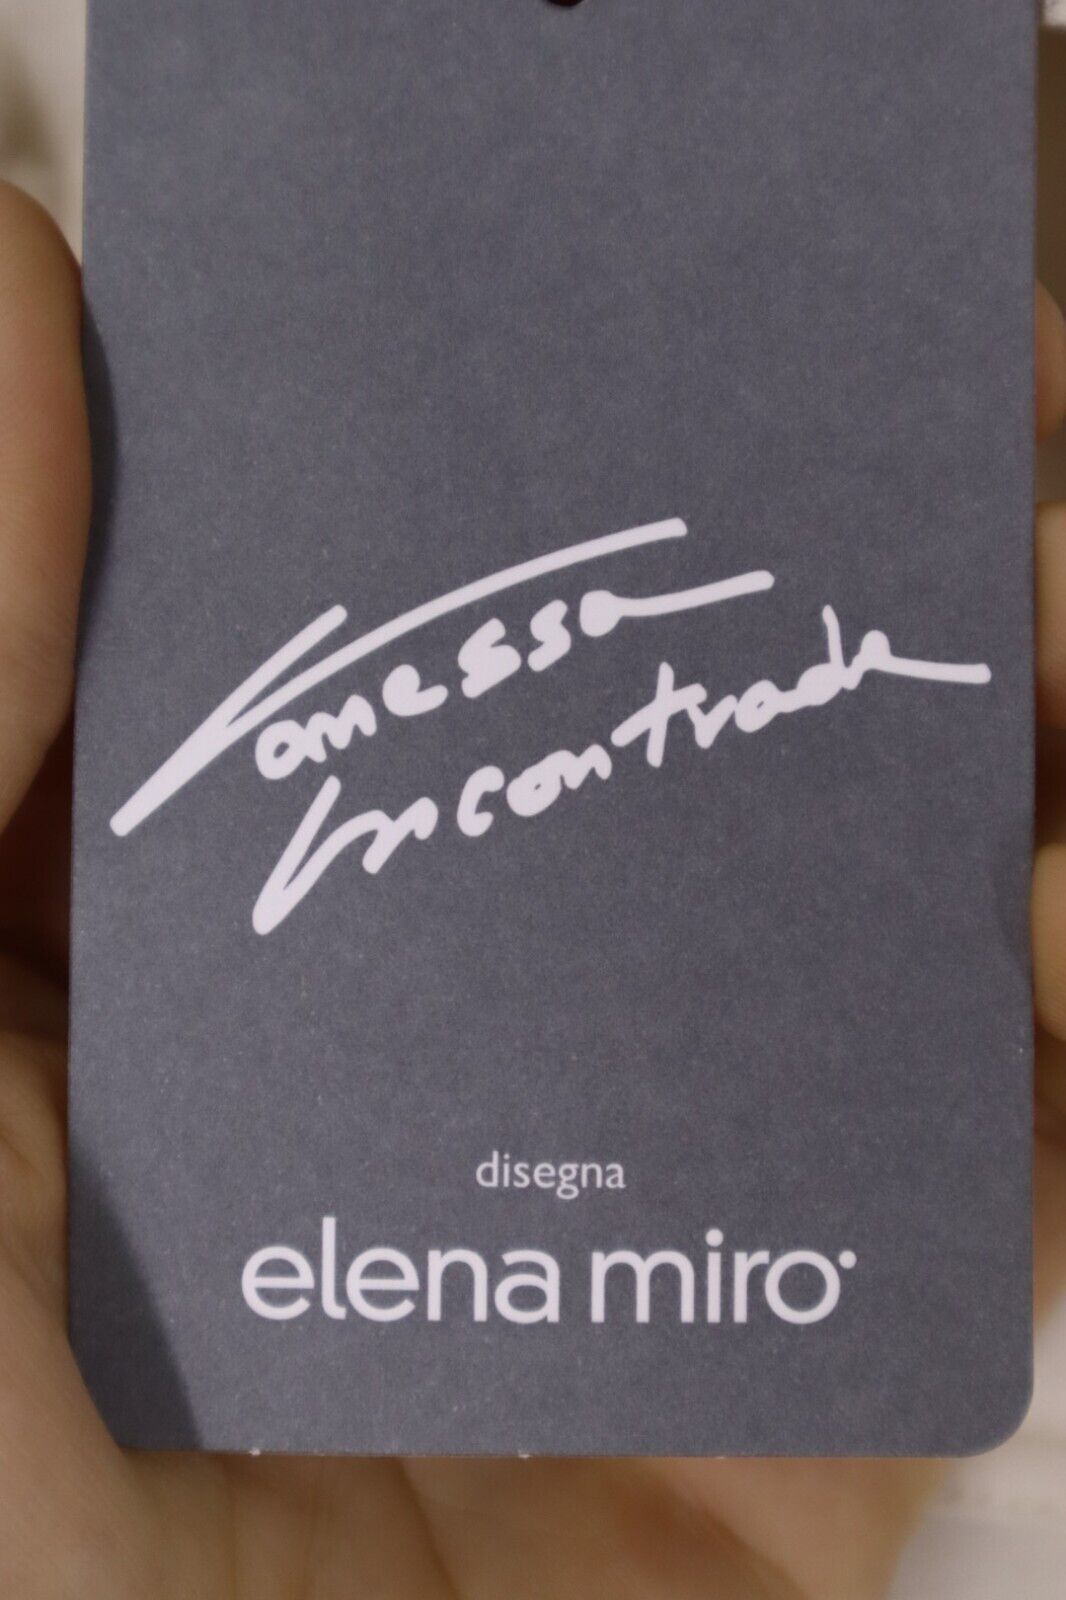 Vanessa
Incontrada
disegna
elena miro